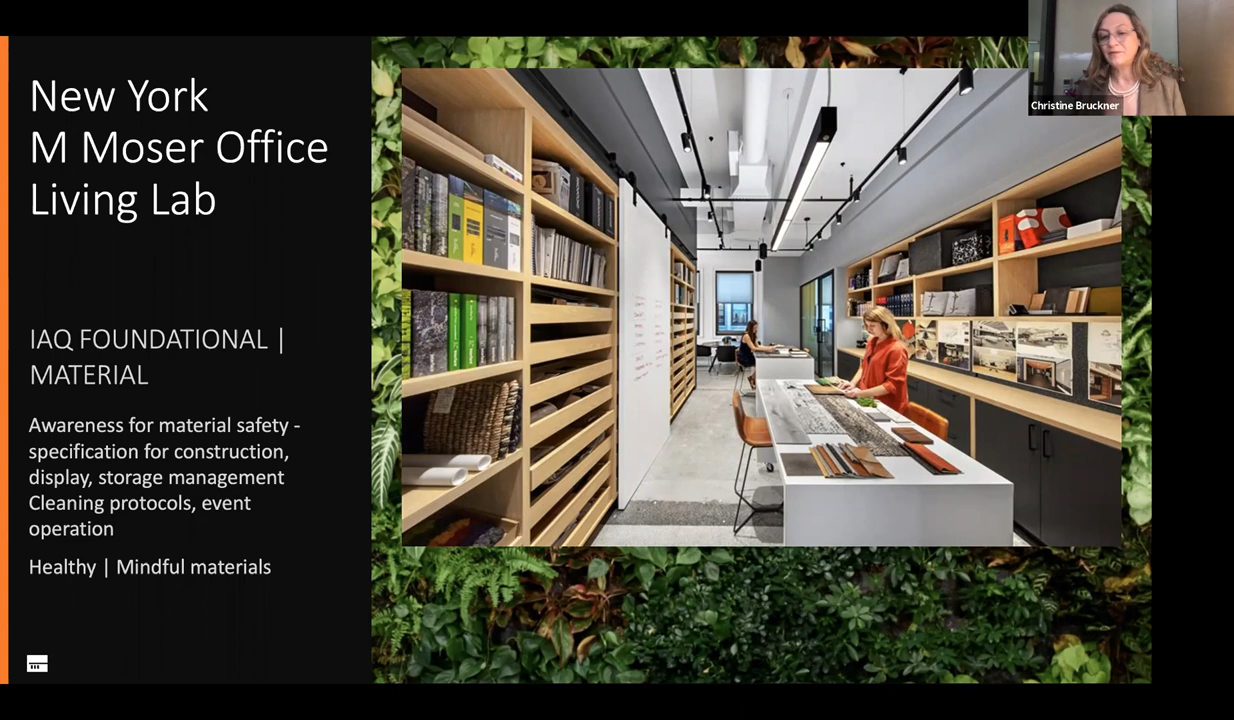 New York
M Moser Office
Living Lab
IAQ FOUNDATIONAL |
MATERIAL
Awareness for material safety -
specification for construction,
display, storage management
Cleaning protocols, event
operation
Healthy | Mindful materials
Christine Bruckner